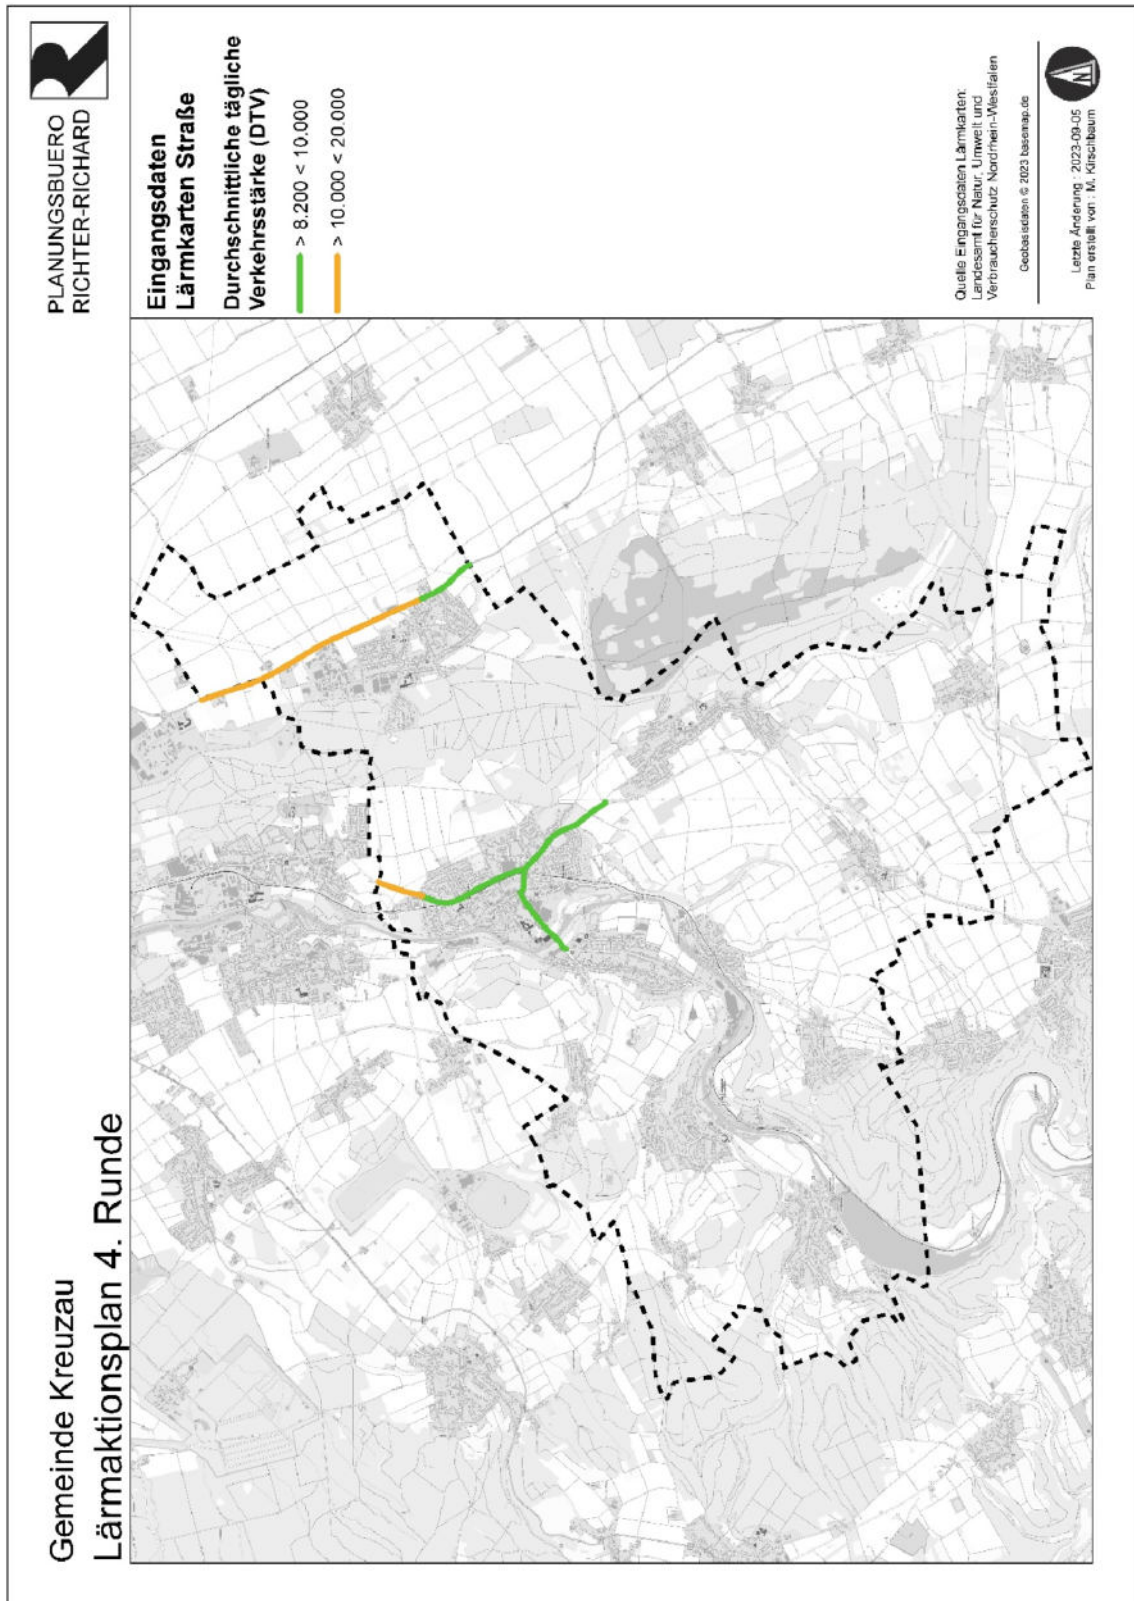 Gemeinde Kreuzau
Lärmaktionsplan 4. Runde
PLANUNGSBUERO
RICHTER-RICHARD
Eingangsdaten
Lärmkarten Straße
Durchschnittliche tägliche
Verkehrsstärke (DTV)
> 8.200 < 10.000
> 10.000 < 20.000
Quelle Eingangsdaten Lärmkarten:
Landesamt für Natur, Umwelt und
Verbraucherschutz Nordrhein-Westfalen
Geobasisdaten © 2023 basemap.de
N
Letzte Änderung : 2023-09-05
Plan erstellt von : M. Kirschbaum